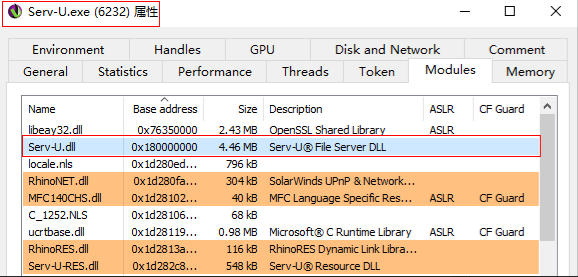 Serv-U.exe (6232) 属性
Environment Handles GPU Disk and Network Comment
General Statistics Performance Threads Token Modules Memory
Name Base address Size Description ASLR CF Guard
libeay32.dll 0x76350000 2.43 MB OpenSSL Shared Library ASLR
Serv-U.dll 0x180000000 4.46 MB Serv-U® File Server DLL
locale.nls 0x1d280ed... 796 kB
RhinoNET.dll 0x1d280fa... 304 kB SolarWinds UPnP & Network...
MFC140CHS.dll 0x1d28102... 40 kB MFC Language Specific Res... ASLR CF Guard
C_1252.NLS 0x1d28106... 68 kB
ucrtbase.dll 0x1d28119... 0.98 MB Microsoft® C Runtime Library ASLR CF Guard
RhinoRES.dll 0x1d2813a... 116 kB RhinoRES Dynamic Link Libra...
Serv-U-RES.dll 0x1d282c8... 548 kB Serv-U® Resource DLL